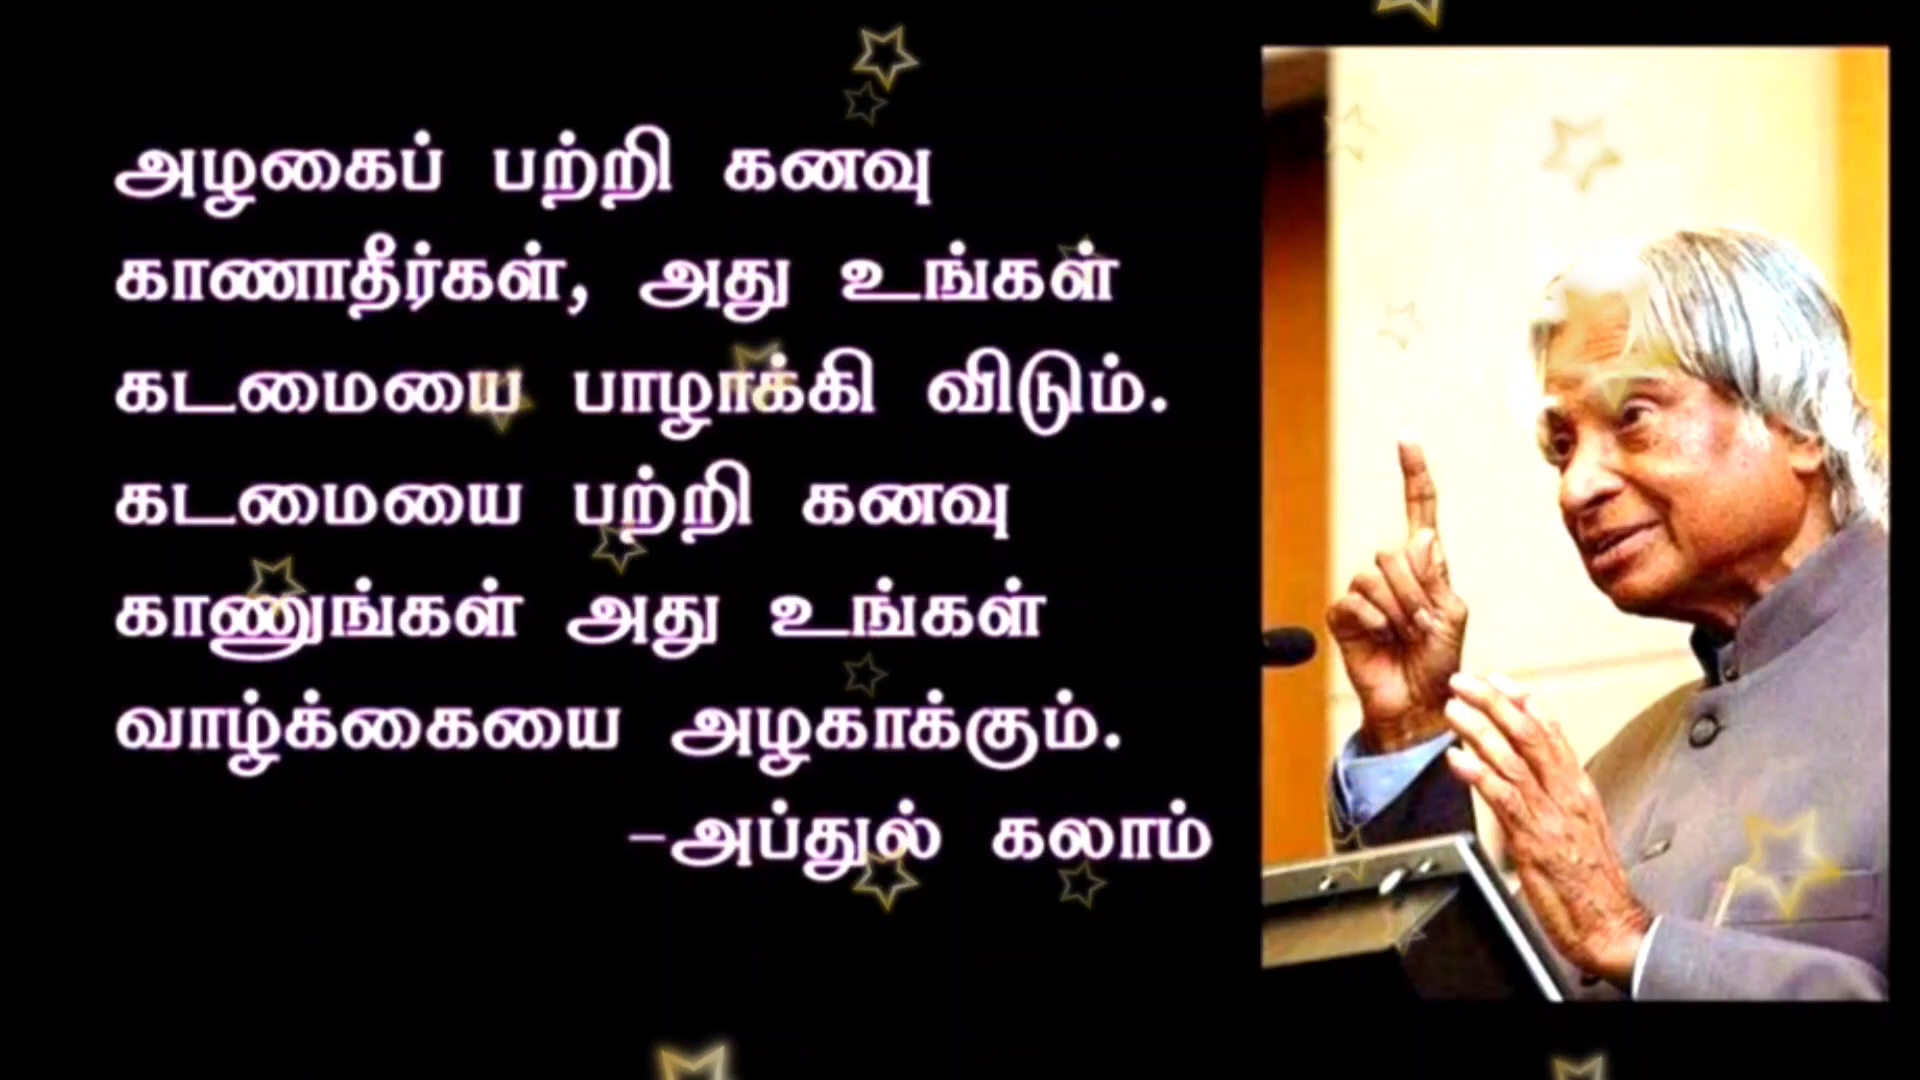 அழகைப் பற்றி கனவு
காணாதீர்கள், அது உங்கள்
கடமையை பாழாக்கி விடும்.
கடமையை பற்றி கனவு
காணுங்கள் அது உங்கள்
வாழ்க்கையை அழகாக்கும்.
-அப்துல் கலாம்